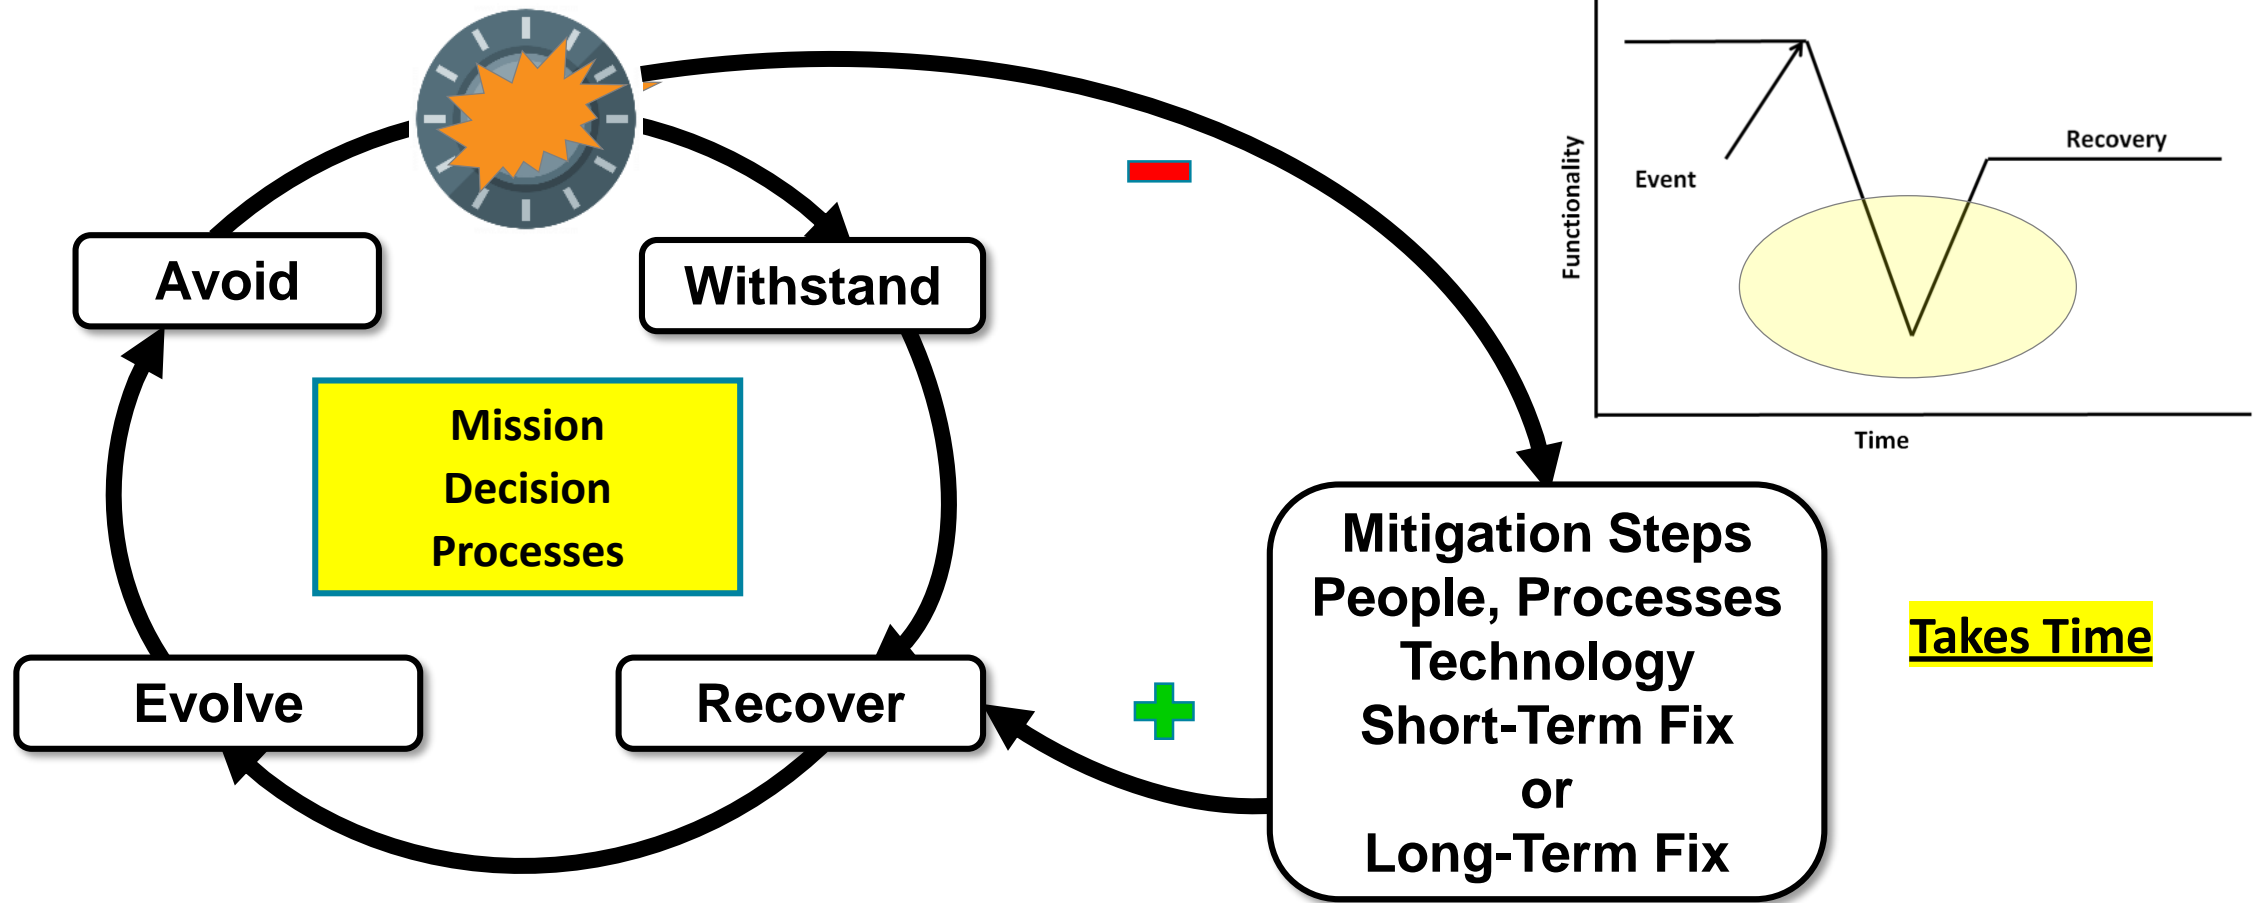 Avoid
Withstand
Mission
Decision
Processes
Evolve
Recover
Functionality
Event
Recovery
Time
Mitigation Steps
People, Processes
Technology
Short-Term Fix
or
Long-Term Fix
Takes Time